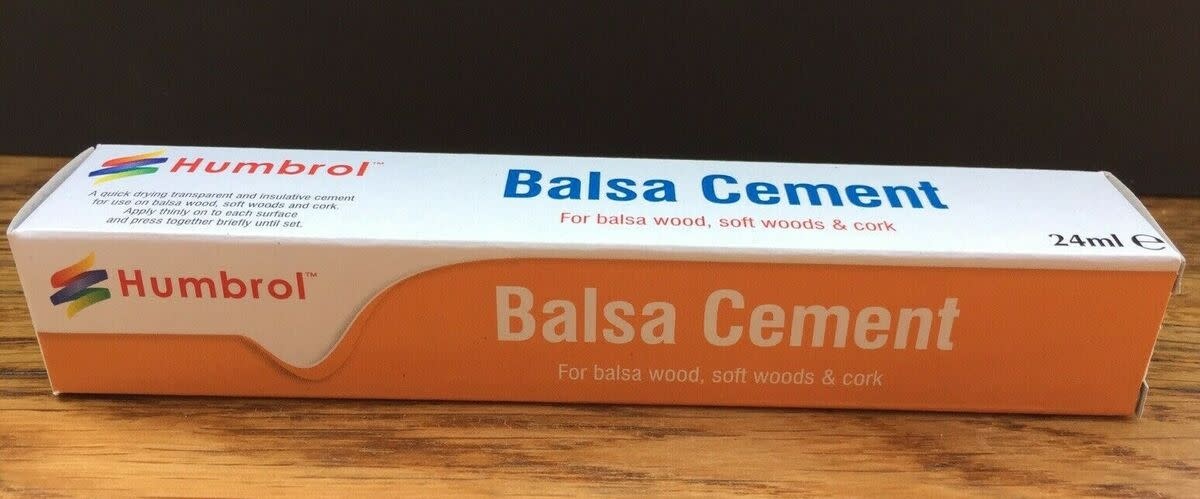 Humbrol™
A quick drying transparent and insulative cement
for use on balsa wood, soft woods and cork.
Apply thinly on to each surface
and press together briefly until set.
Balsa Cement
For balsa wood, soft woods & cork
24ml ℮
Humbrol™
Balsa Cement
For balsa wood, soft woods & cork